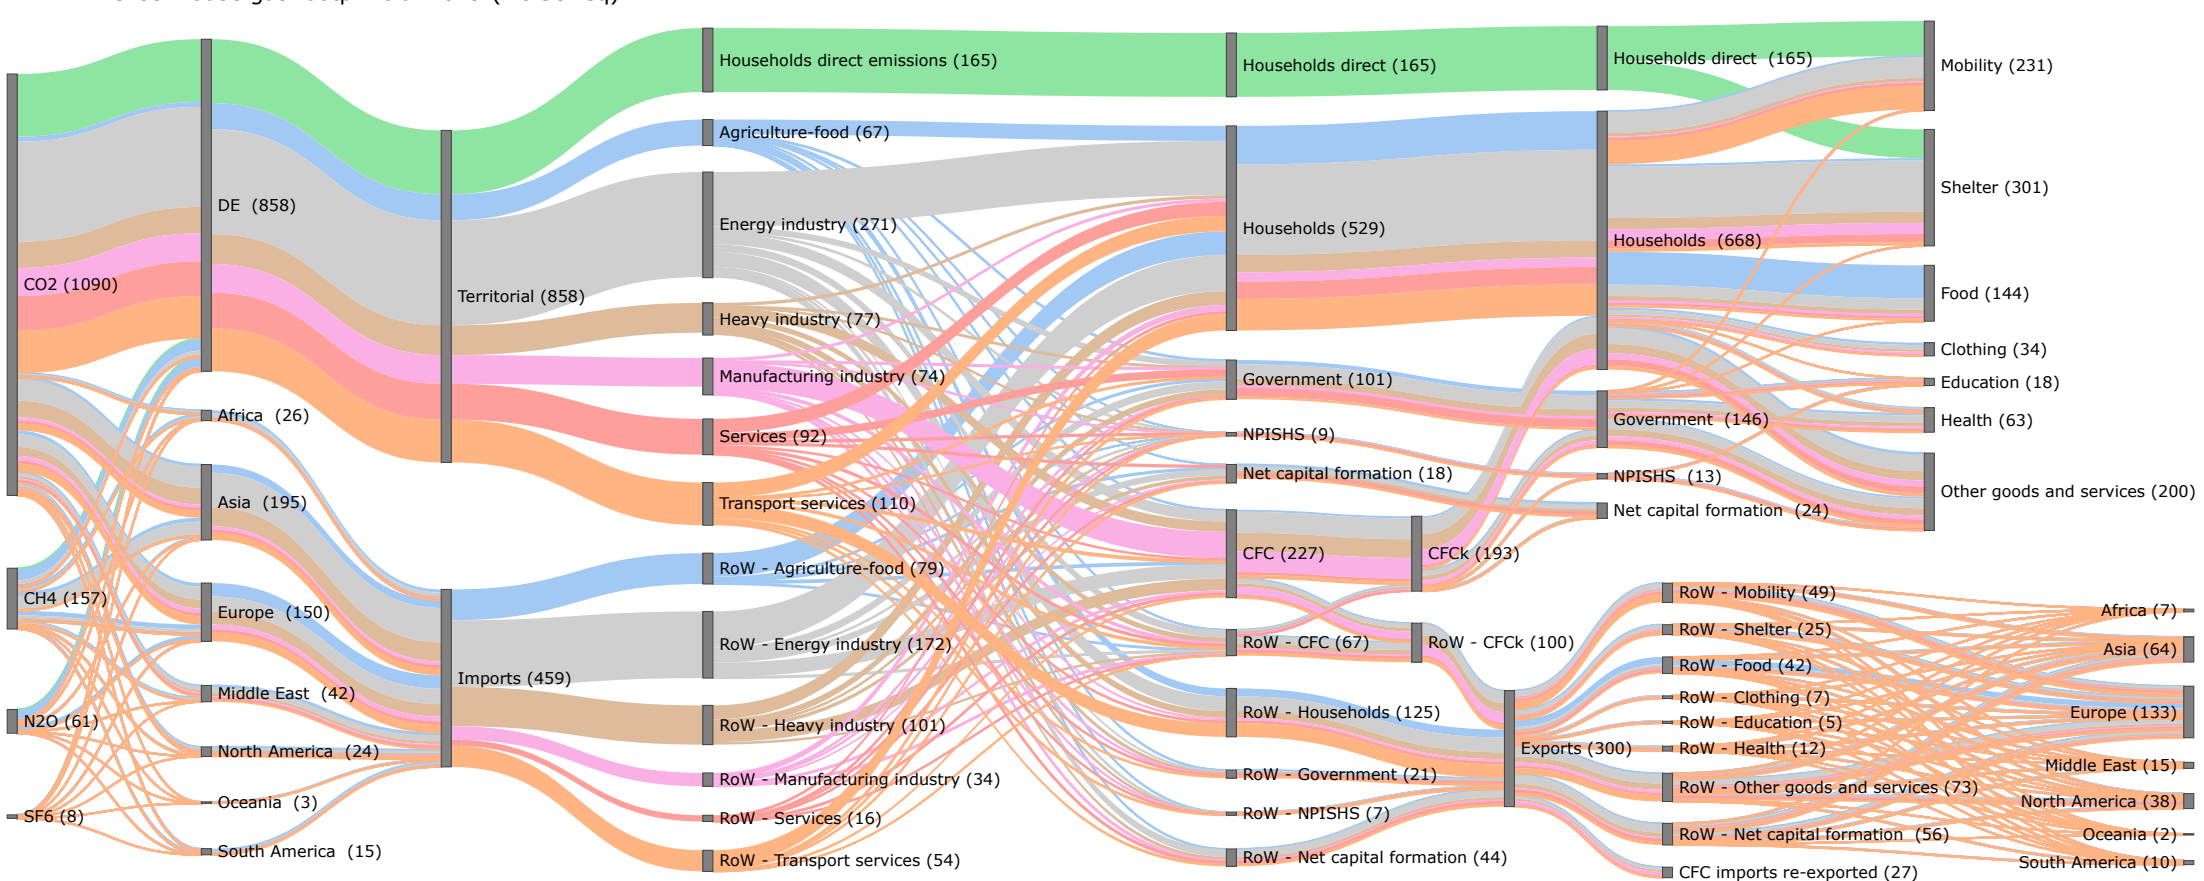 CO2 (1090)
CH4 (157)
N2O (61)
SF6 (8)
DE (858)
Africa (26)
Asia (195)
Europe (150)
Middle East (42)
North America (24)
Oceania (3)
South America (15)
Territorial (858)
Imports (459)
Households direct emissions (165)
Agriculture-food (67)
Energy industry (271)
Heavy industry (77)
Manufacturing industry (74)
Services (92)
Transport services (110)
RoW - Agriculture-food (79)
RoW - Energy industry (172)
RoW - Heavy industry (101)
RoW - Manufacturing industry (34)
RoW - Services (16)
RoW - Transport services (54)
Households direct (165)
Households (529)
Government (101)
NPISHS (9)
Net capital formation (18)
CFC (227)
RoW - CFC (67)
RoW - Households (125)
RoW - Government (21)
RoW - NPISHS (7)
RoW - Net capital formation (44)
CFCk (193)
RoW - CFCk (100)
Exports (300)
Households direct (165)
Households (668)
Government (146)
NPISHS (13)
Net capital formation (24)
RoW - Mobility (49)
RoW - Shelter (25)
RoW - Food (42)
RoW - Clothing (7)
RoW - Education (5)
RoW - Health (12)
RoW - Other goods and services (73)
RoW - Net capital formation (56)
CFC imports re-exported (27)
Mobility (231)
Shelter (301)
Food (144)
Clothing (34)
Education (18)
Health (63)
Other goods and services (200)
Africa (7)
Asia (64)
Europe (133)
Middle East (15)
North America (38)
Oceania (2)
South America (10)